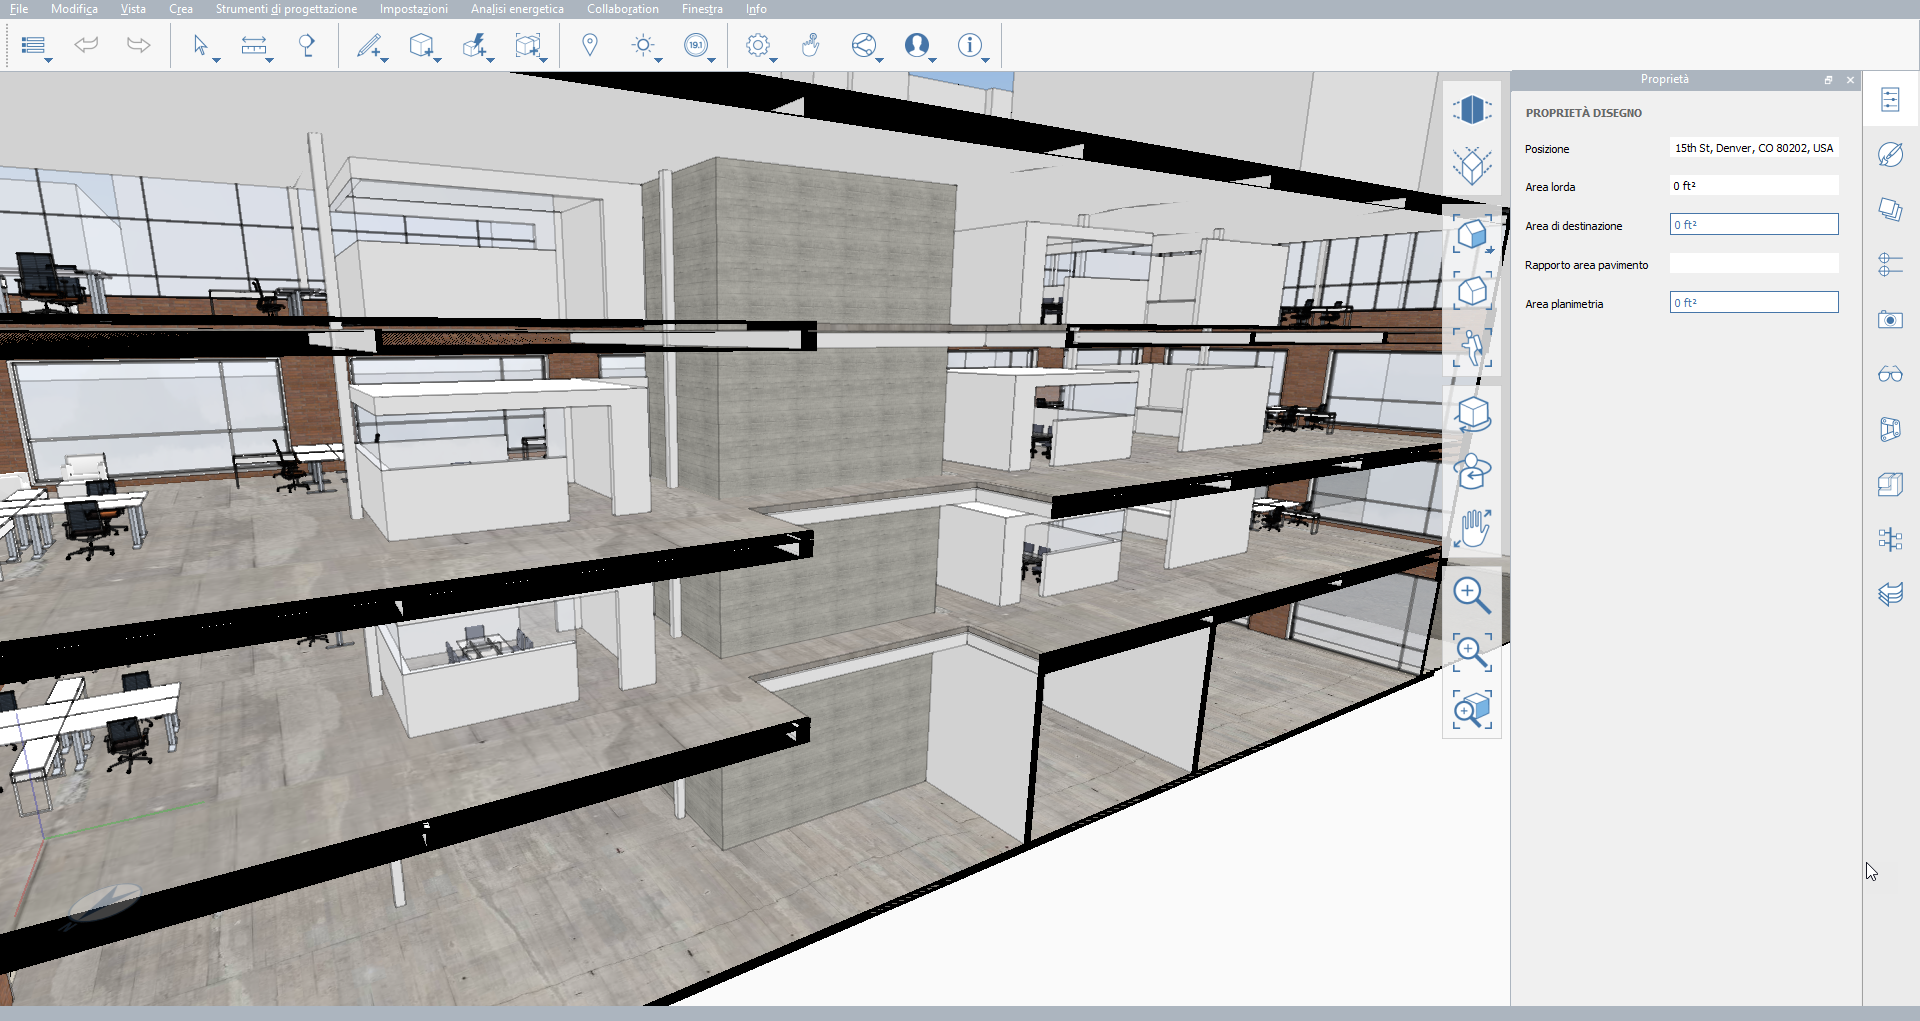 File Modifica Vista Crea Strumenti di progettazione Impostazioni Analisi energetica Collaboration Finestra Info
19.1
Proprietà
PROPRIETÀ DISEGNO
Posizione 15th St, Denver, CO 80202, USA
Area lorda 0 ft²
Area di destinazione 0 ft²
Rapporto area pavimento
Area planimetria 0 ft²